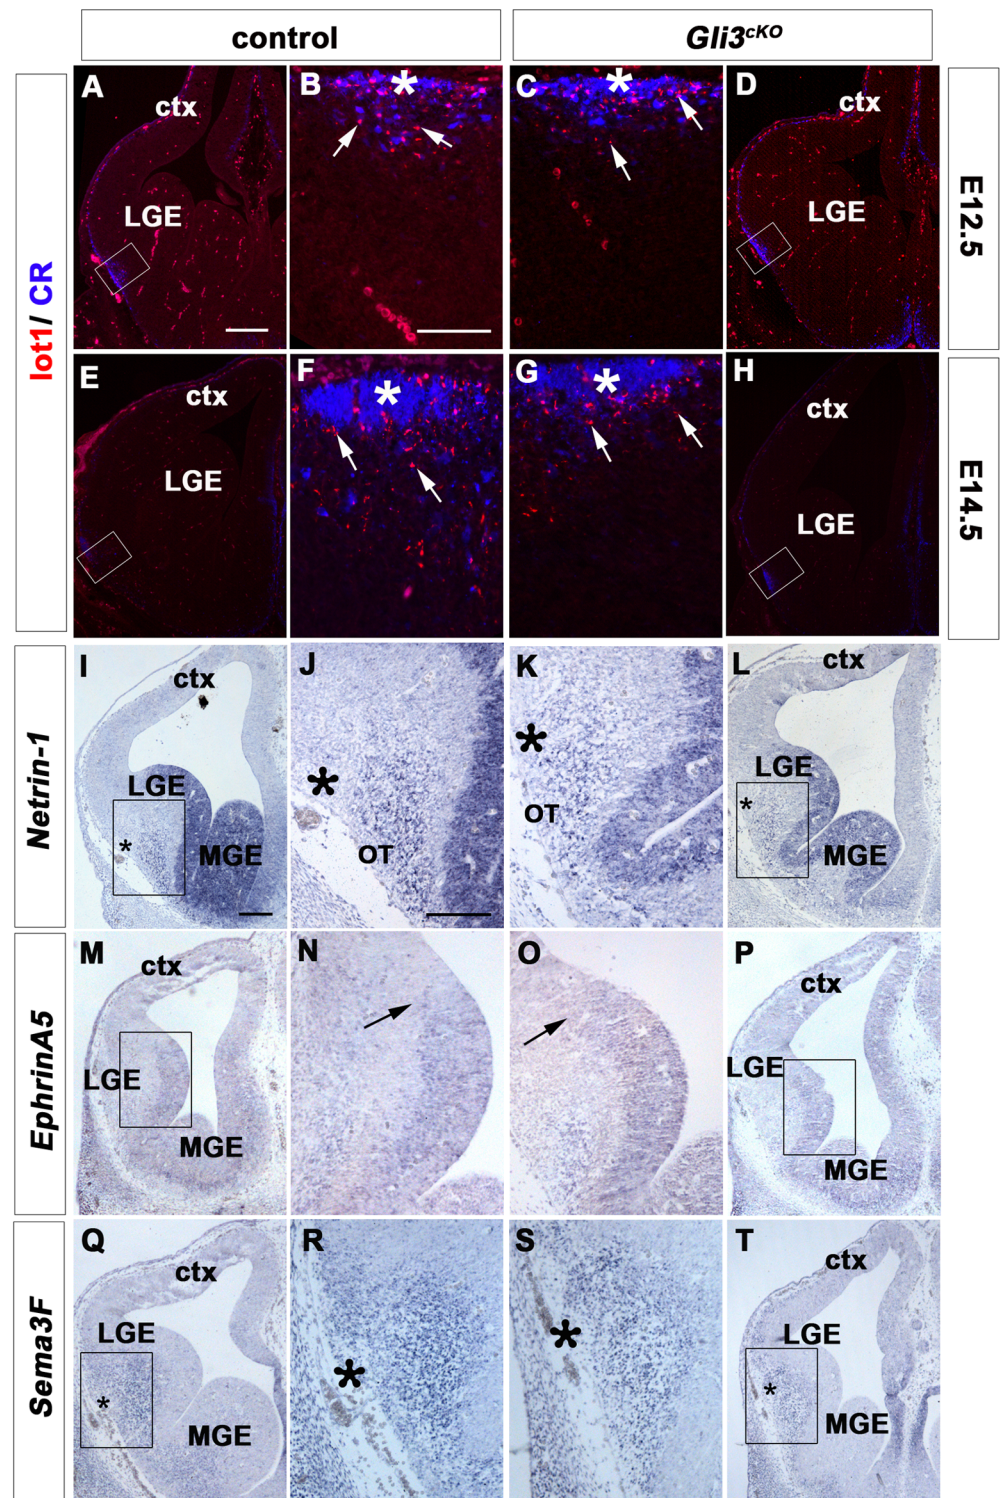 control
Gli3cKO
A
ctx
LGE
B
*
C
*
D
ctx
LGE
E12.5
lot1/ CR
E
ctx
LGE
F
*
G
*
H
ctx
LGE
E14.5
Netrin-1
I
ctx
LGE
*
MGE
J
*
OT
K
*
OT
L
ctx
LGE
*
MGE
EphrinA5
M
ctx
LGE
MGE
N
O
P
ctx
LGE
MGE
Sema3F
Q
ctx
LGE
*
MGE
R
*
S
*
T
ctx
LGE
*
MGE